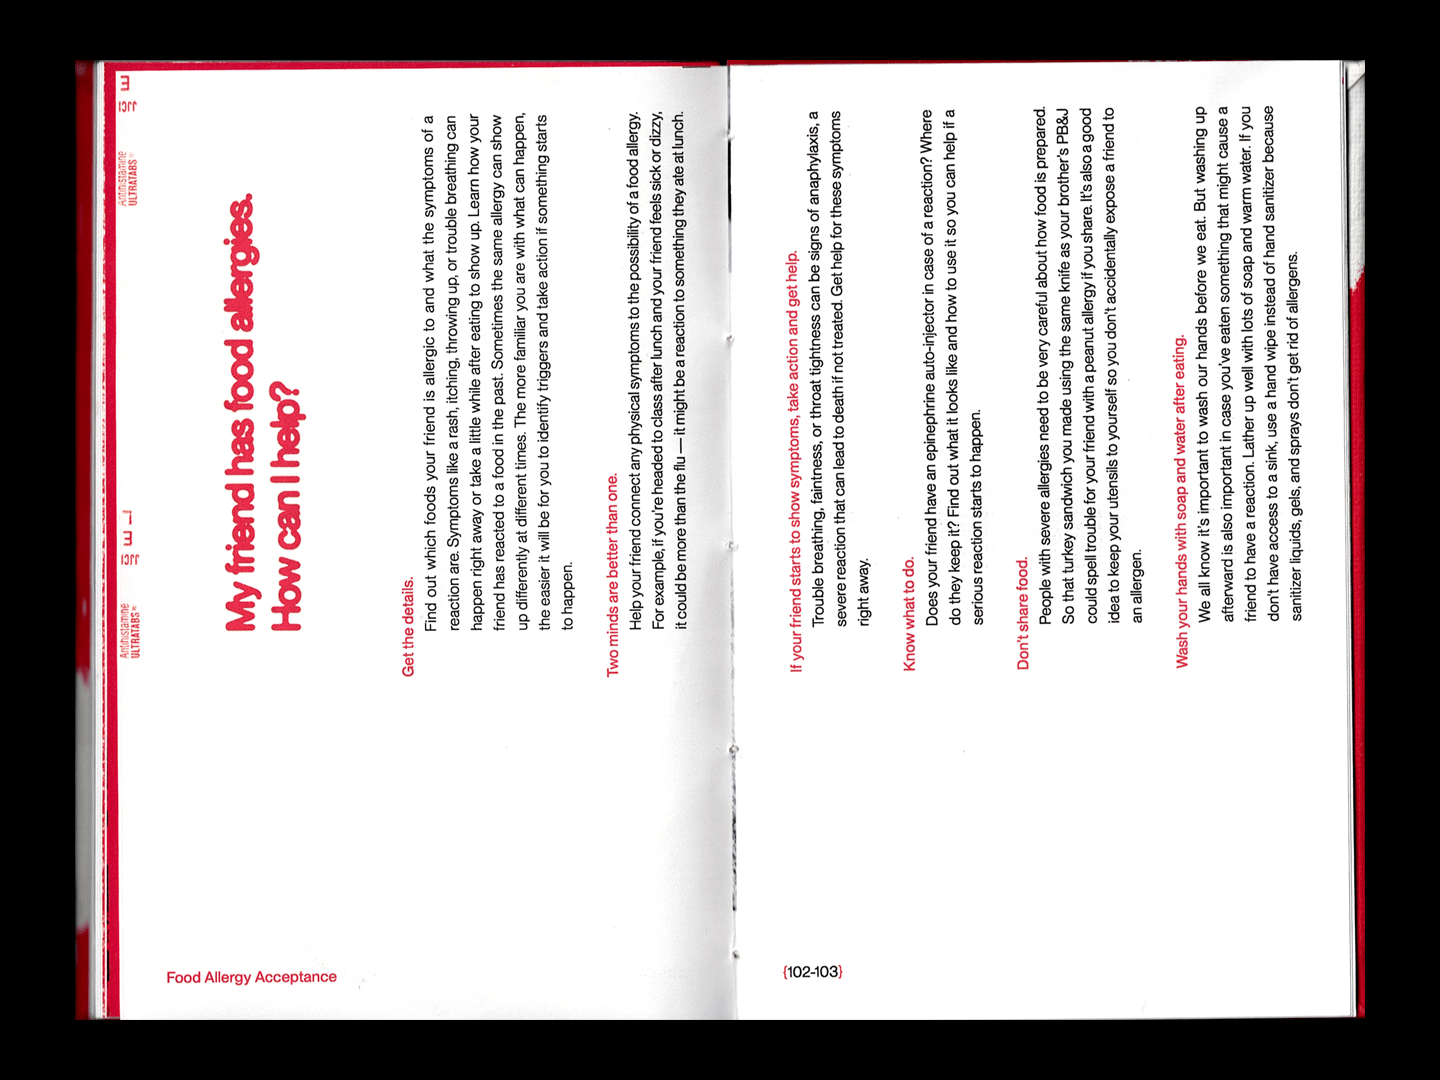 My friend has food allergies.
How can I help?
Get the details.
Find out which foods your friend is allergic to and what the symptoms of a
reaction are. Symptoms like a rash, itching, throwing up, or trouble breathing can
happen right away or take a little while after eating to show up. Learn how your
friend has reacted to a food in the past. Sometimes the same allergy can show
up differently at different times. The more familiar you are with what can happen,
the easier it will be for you to identify triggers and take action if something starts
to happen.
Two minds are better than one.
Help your friend connect any physical symptoms to the possibility of a food allergy.
For example, if you're headed to class after lunch and your friend feels sick or dizzy,
it could be more than the flu — it might be a reaction to something they ate at lunch.
If your friend starts to show symptoms, take action and get help.
Trouble breathing, faintness, or throat tightness can be signs of anaphylaxis, a
severe reaction that can lead to death if not treated. Get help for these symptoms
right away.
Know what to do.
Does your friend have an epinephrine auto-injector in case of a reaction? Where
do they keep it? Find out what it looks like and how to use it so you can help if a
serious reaction starts to happen.
Don't share food.
People with severe allergies need to be very careful about how food is prepared.
So that turkey sandwich you made using the same knife as your brother's PB&J
could spell trouble for your friend with a peanut allergy if you share. It's also a good
idea to keep your utensils to yourself so you don't accidentally expose a friend to
an allergen.
Wash your hands with soap and water after eating.
We all know it's important to wash our hands before we eat. But washing up
afterward is also important in case you've eaten something that might cause a
friend to have a reaction. Lather up well with lots of soap and warm water. If you
don't have access to a sink, use a hand wipe instead of hand sanitizer because
sanitizer liquids, gels, and sprays don't get rid of allergens.
Food Allergy Acceptance
{102-103}
Antihistamine
ULTRATABS
Antihistamine
ULTRATABS